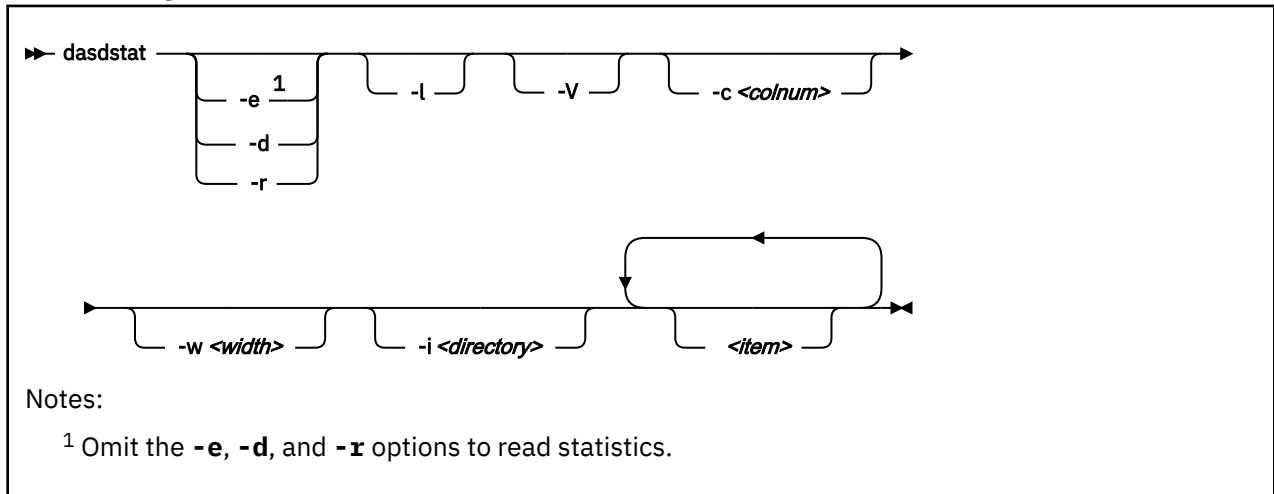 dasdstat
-e 1
-d
-r
-l
-V
-c <colnum>
-w <width>
-i <directory>
<item>
Notes:
1 Omit the -e, -d, and -r options to read statistics.